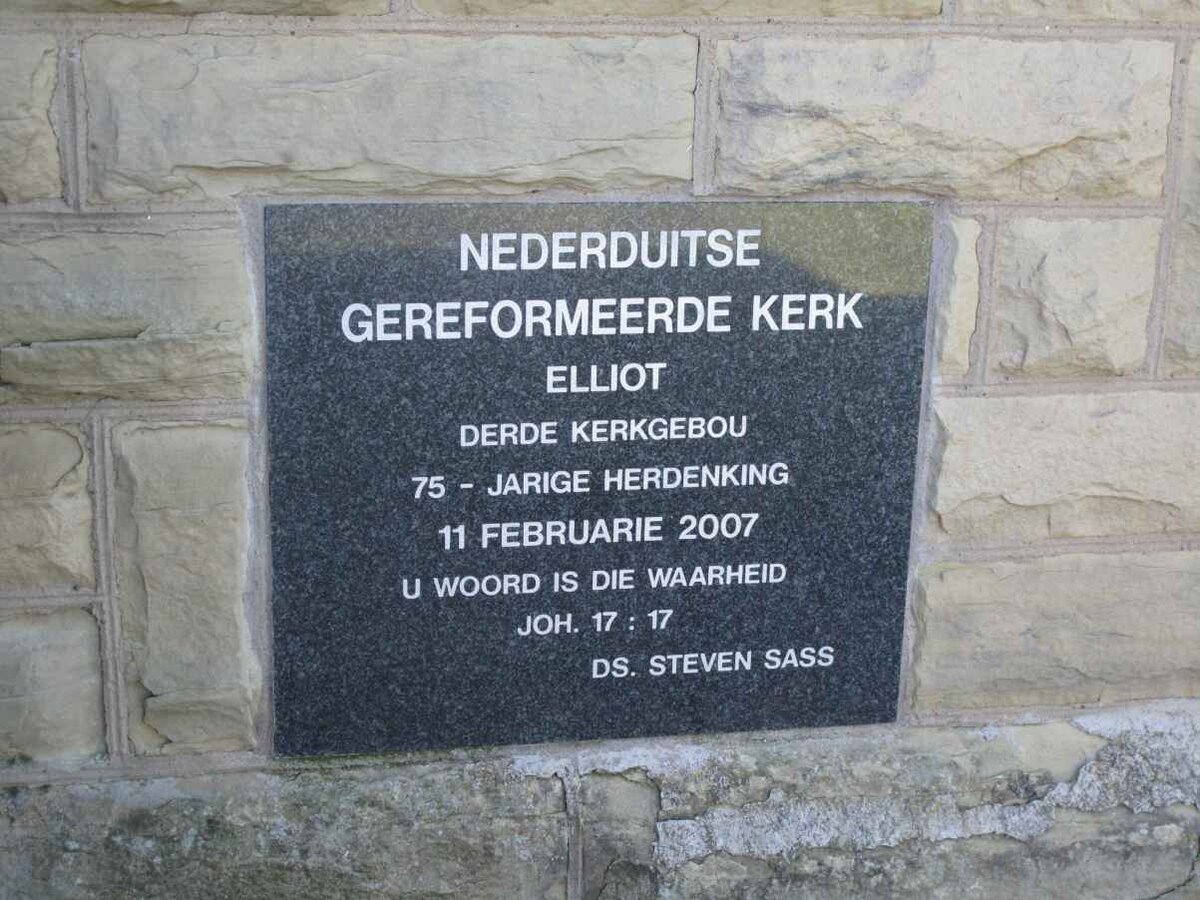 NEDERDUITSE
GEREFORMEERDE KERK
ELLIOT
DERDE KERKGEBOU
75 - JARIGE HERDENKING
11 FEBRUARIE 2007
U WOORD IS DIE WAARHEID
JOH. 17 : 17
DS. STEVEN SASS